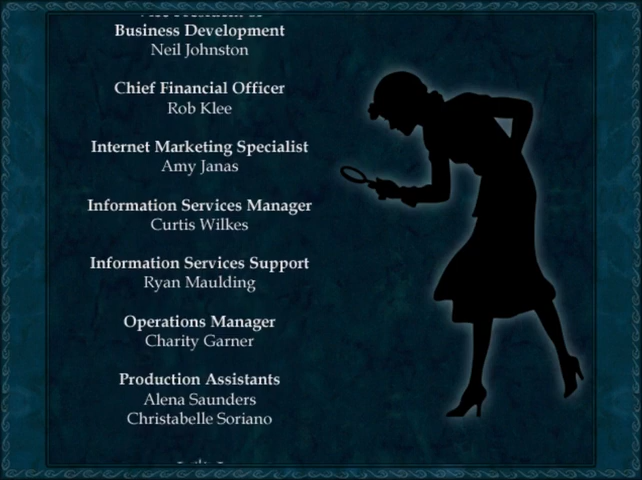 Business Development
Neil Johnston
Chief Financial Officer
Rob Klee
Internet Marketing Specialist
Amy Janas
Information Services Manager
Curtis Wilkes
Information Services Support
Ryan Maulding
Operations Manager
Charity Garner
Production Assistants
Alena Saunders
Christabelle Soriano